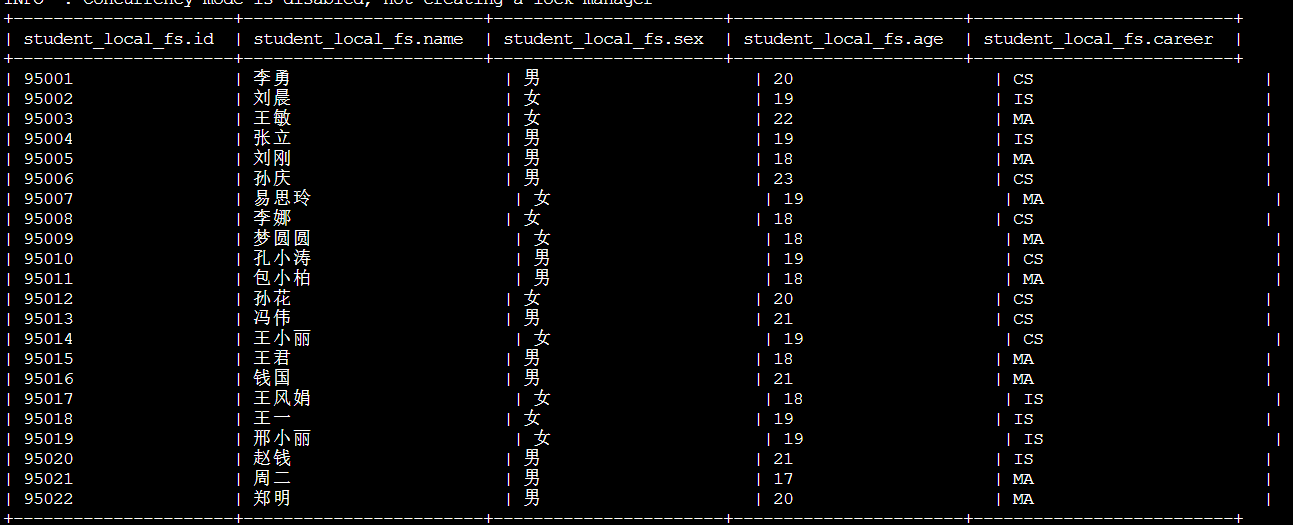 INFO : Concurrency mode is disabled, not creating a lock manager
+----------------------+------------------------+-----------------------+-----------------------+--------------------------+
| student_local_fs.id | student_local_fs.name | student_local_fs.sex | student_local_fs.age | student_local_fs.career |
+----------------------+------------------------+-----------------------+-----------------------+--------------------------+
| 95001 | 李勇 | 男 | 20 | CS |
| 95002 | 刘晨 | 女 | 19 | IS |
| 95003 | 王敏 | 女 | 22 | MA |
| 95004 | 张立 | 男 | 19 | IS |
| 95005 | 刘刚 | 男 | 18 | MA |
| 95006 | 孙庆 | 男 | 23 | CS |
| 95007 | 易思玲 | 女 | 19 | MA |
| 95008 | 李娜 | 女 | 18 | CS |
| 95009 | 梦圆圆 | 女 | 18 | MA |
| 95010 | 孔小涛 | 男 | 19 | CS |
| 95011 | 包小柏 | 男 | 18 | MA |
| 95012 | 孙花 | 女 | 20 | CS |
| 95013 | 冯伟 | 男 | 21 | CS |
| 95014 | 王小丽 | 女 | 19 | CS |
| 95015 | 王君 | 男 | 18 | MA |
| 95016 | 钱国 | 男 | 21 | MA |
| 95017 | 王风娟 | 女 | 18 | IS |
| 95018 | 王一 | 女 | 19 | IS |
| 95019 | 邢小丽 | 女 | 19 | IS |
| 95020 | 赵钱 | 男 | 21 | IS |
| 95021 | 周二 | 男 | 17 | MA |
| 95022 | 郑明 | 男 | 20 | MA |
+----------------------+------------------------+-----------------------+-----------------------+--------------------------+